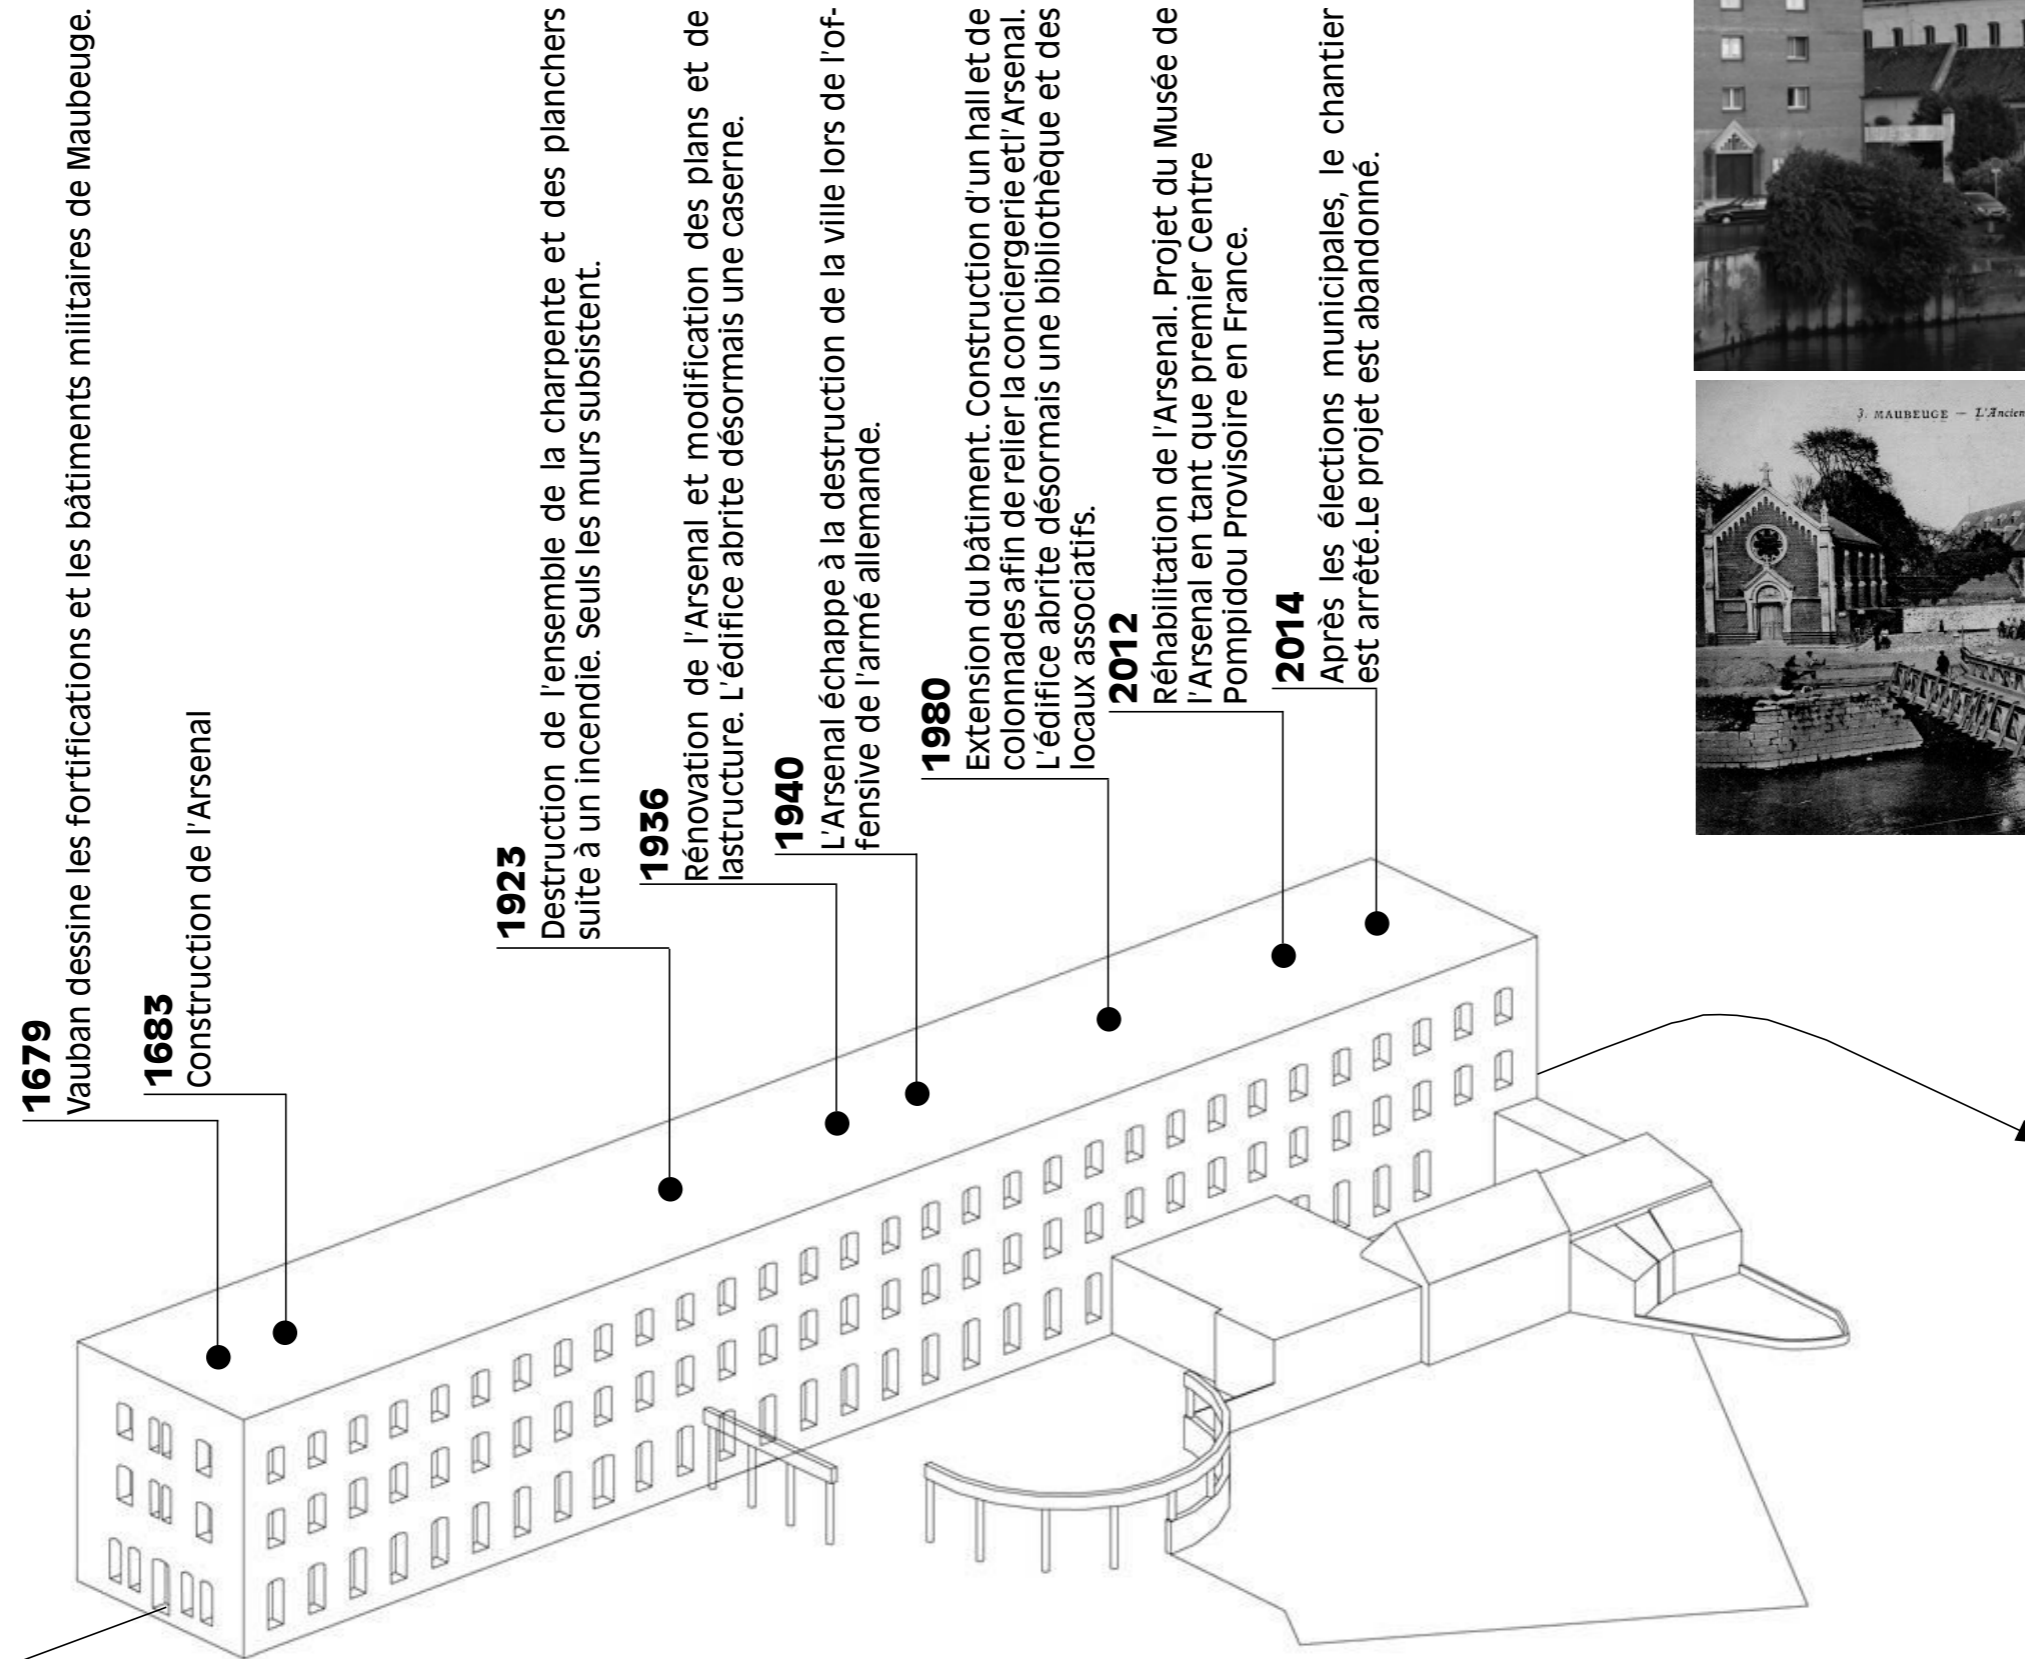 1679
Vauban dessine les fortifications et les bâtiments militaires de Maubeuge.
1683
Construction de l'Arsenal
1923
Destruction de l'ensemble de la charpente et des planchers
suite à un incendie. Seuls les murs subsistent.
1936
Rénovation de l'Arsenal et modification des plans et de
lastructure. L'édifice abrite désormais une caserne.
1940
L'Arsenal échappe à la destruction de la ville lors de l'of-
fensive de l'armé allemande.
1980
Extension du bâtiment. Construction d'un hall et de
colonnades afin de relier la conciergerie etl'Arsenal.
L'édifice abrite désormais une bibliothèque et des
locaux associatifs.
2012
Réhabilitation de l'Arsenal. Projet du Musée de
l'Arsenal en tant que premier Centre
Pompidou Provisoire en France.
2014
Après les élections municipales, le chantier
est arrêté.Le projet est abandonné.
3. MAUBEUGE — L'Ancien